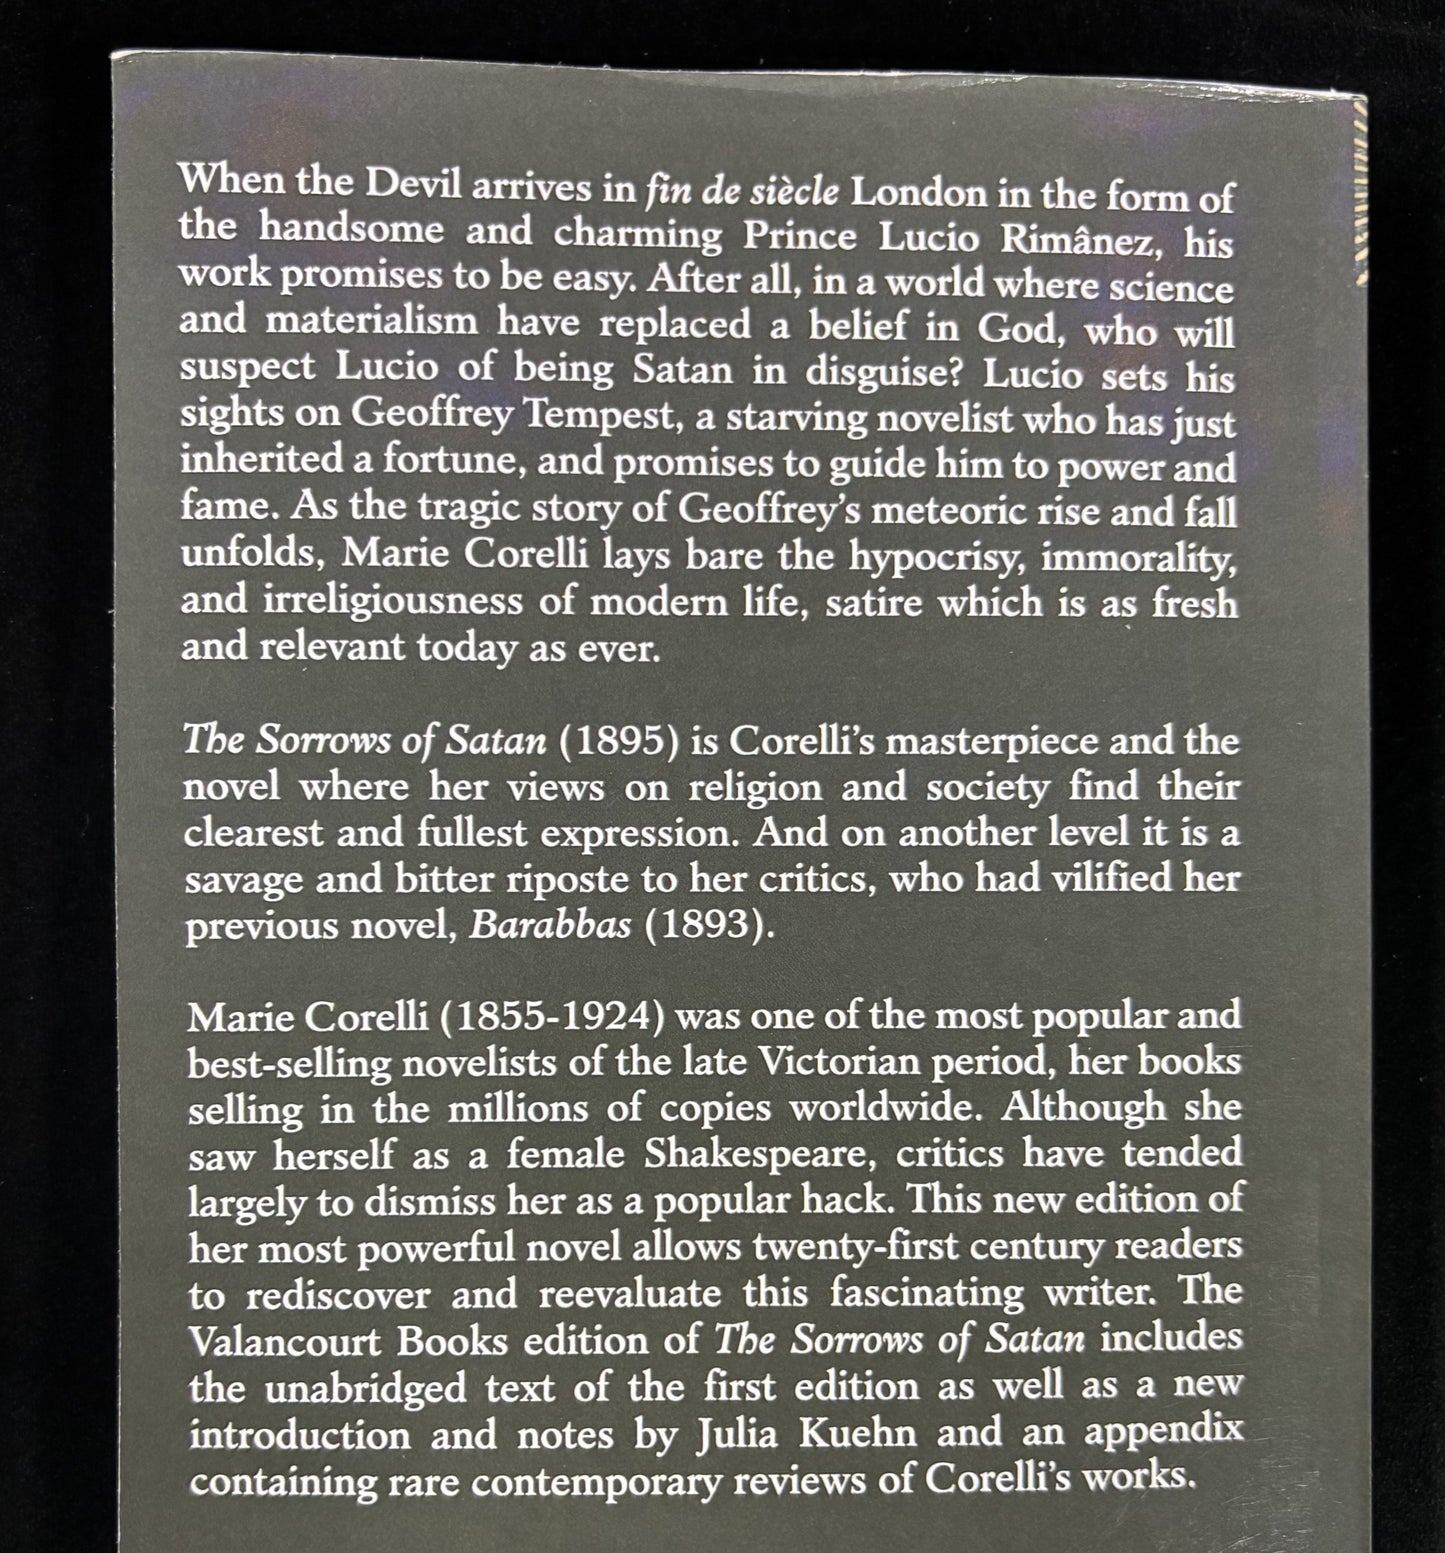 When the Devil arrives in fin de siècle London in the form of
the handsome and charming Prince Lucio Rimânez, his
work promises to be easy. After all, in a world where science
and materialism have replaced a belief in God, who will
suspect Lucio of being Satan in disguise? Lucio sets his
sights on Geoffrey Tempest, a starving novelist who has just
inherited a fortune, and promises to guide him to power and
fame. As the tragic story of Geoffrey's meteoric rise and fall
unfolds, Marie Corelli lays bare the hypocrisy, immorality,
and irreligiousness of modern life, satire which is as fresh
and relevant today as ever.
The Sorrows of Satan (1895) is Corelli's masterpiece and the
novel where her views on religion and society find their
clearest and fullest expression. And on another level it is a
savage and bitter riposte to her critics, who had vilified her
previous novel, Barabbas (1893).
Marie Corelli (1855-1924) was one of the most popular and
best-selling novelists of the late Victorian period, her books
selling in the millions of copies worldwide. Although she
saw herself as a female Shakespeare, critics have tended
largely to dismiss her as a popular hack. This new edition of
her most powerful novel allows twenty-first century readers
to rediscover and reevaluate this fascinating writer. The
Valancourt Books edition of The Sorrows of Satan includes
the unabridged text of the first edition as well as a new
introduction and notes by Julia Kuehn and an appendix
containing rare contemporary reviews of Corelli's works.